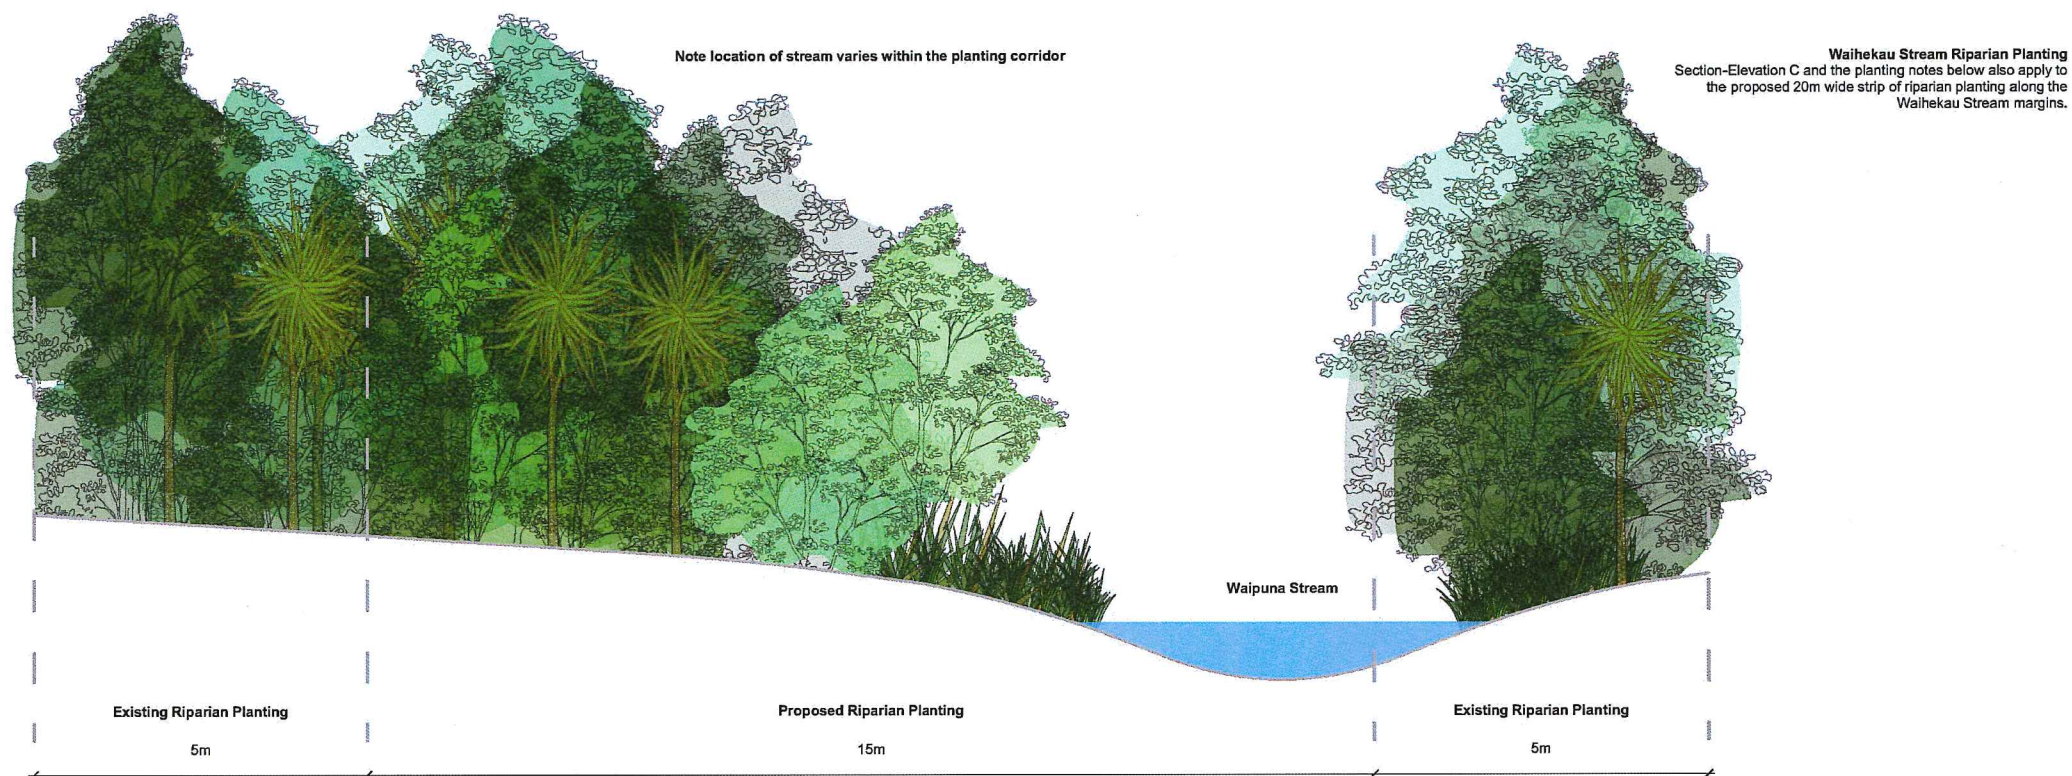 Note location of stream varies within the planting corridor
Waihekau Stream Riparian Planting
Section-Elevation C and the planting notes below also apply to
the proposed 20m wide strip of riparian planting along the
Waihekau Stream margins.
Waipuna Stream
Existing Riparian Planting
Proposed Riparian Planting
Existing Riparian Planting
5m
15m
5m